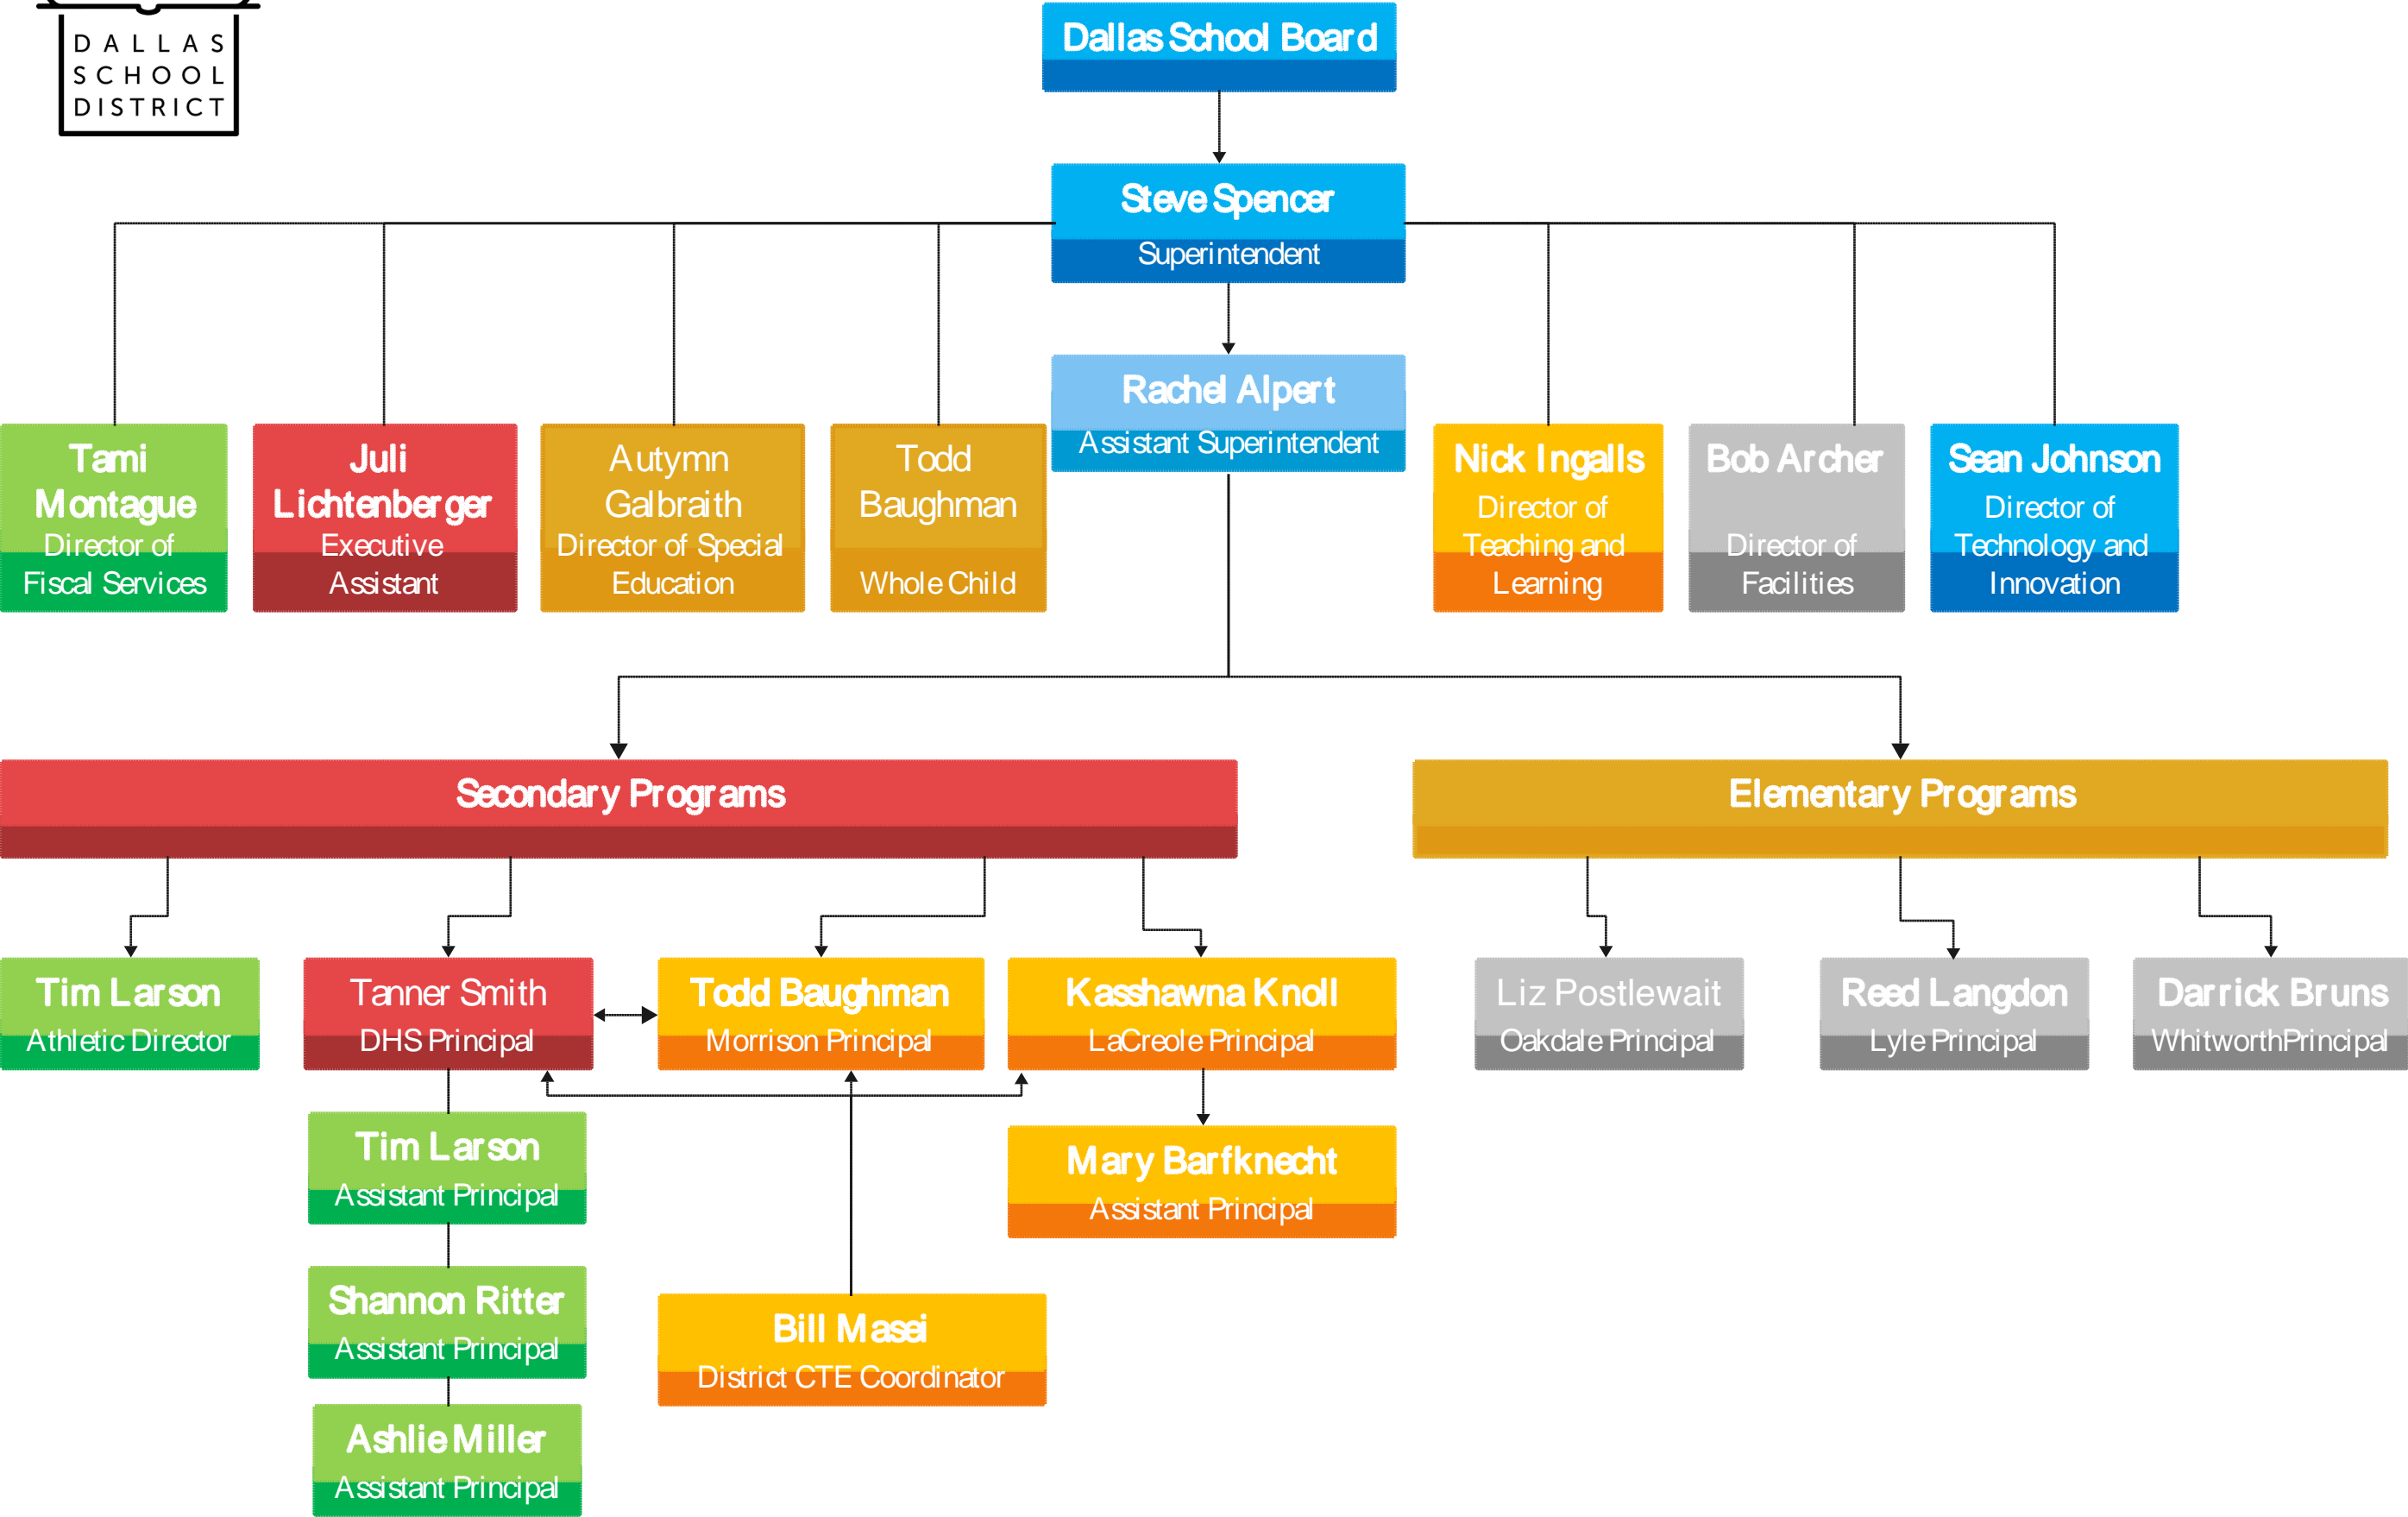 DALLAS
SCHOOL
DISTRICT
Dallas School Board
Steve Spencer
Superintendent
Rachel Alpert
Assistant Superintendent
Tami
Montague
Director of
Fiscal Services
Juli
Lichtenberger
Executive
Assistant
Autymn
Galbraith
Director of Special
Education
Todd
Baughman
Whole Child
Nick Ingalls
Director of
Teaching and
Learning
Bob Archer
Director of
Facilities
Sean Johnson
Director of
Technology and
Innovation
Secondary Programs
Elementary Programs
Tim Larson
Athletic Director
Tanner Smith
DHS Principal
Todd Baughman
Morrison Principal
Kasshawna Knoll
LaCreole Principal
Liz Postlewait
Oakdale Principal
Reed Langdon
Lyle Principal
Darrick Bruns
WhitworthPrincipal
Tim Larson
Assistant Principal
Mary Barfknecht
Assistant Principal
Shannon Ritter
Assistant Principal
Bill Masei
District CTE Coordinator
Ashlie Miller
Assistant Principal